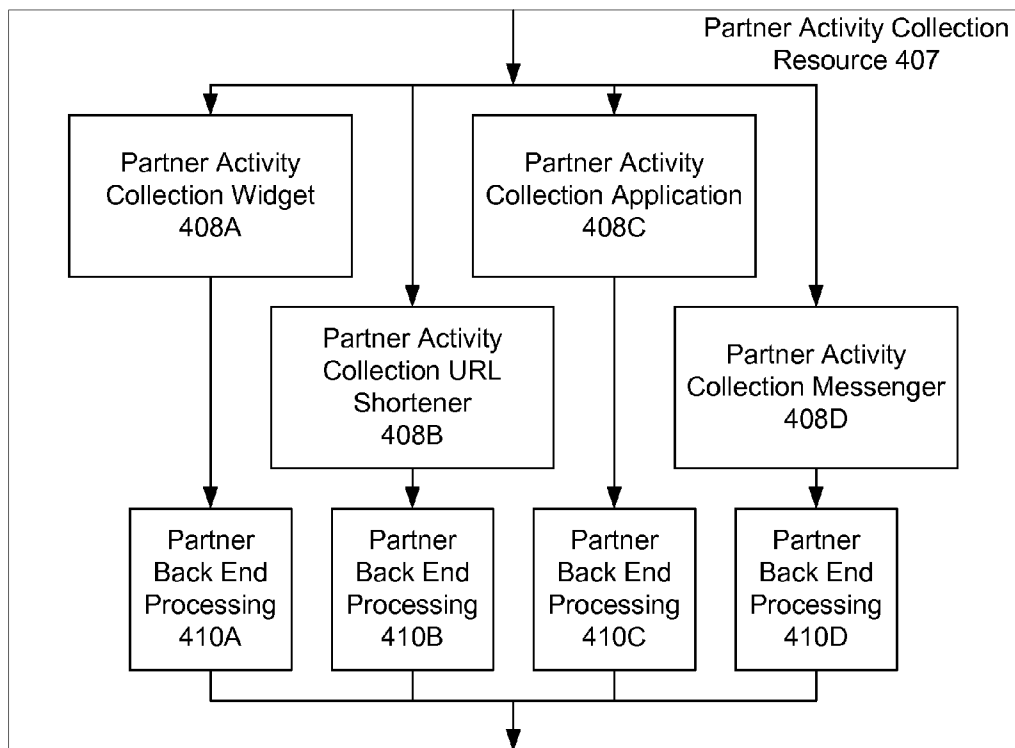 Partner Activity Collection
Resource 407
Partner Activity
Collection Widget
408A
Partner Activity
Collection Application
408C
Partner Activity
Collection URL
Shortener
408B
Partner Activity
Collection Messenger
408D
Partner
Back End
Processing
410A
Partner
Back End
Processing
410B
Partner
Back End
Processing
410C
Partner
Back End
Processing
410D